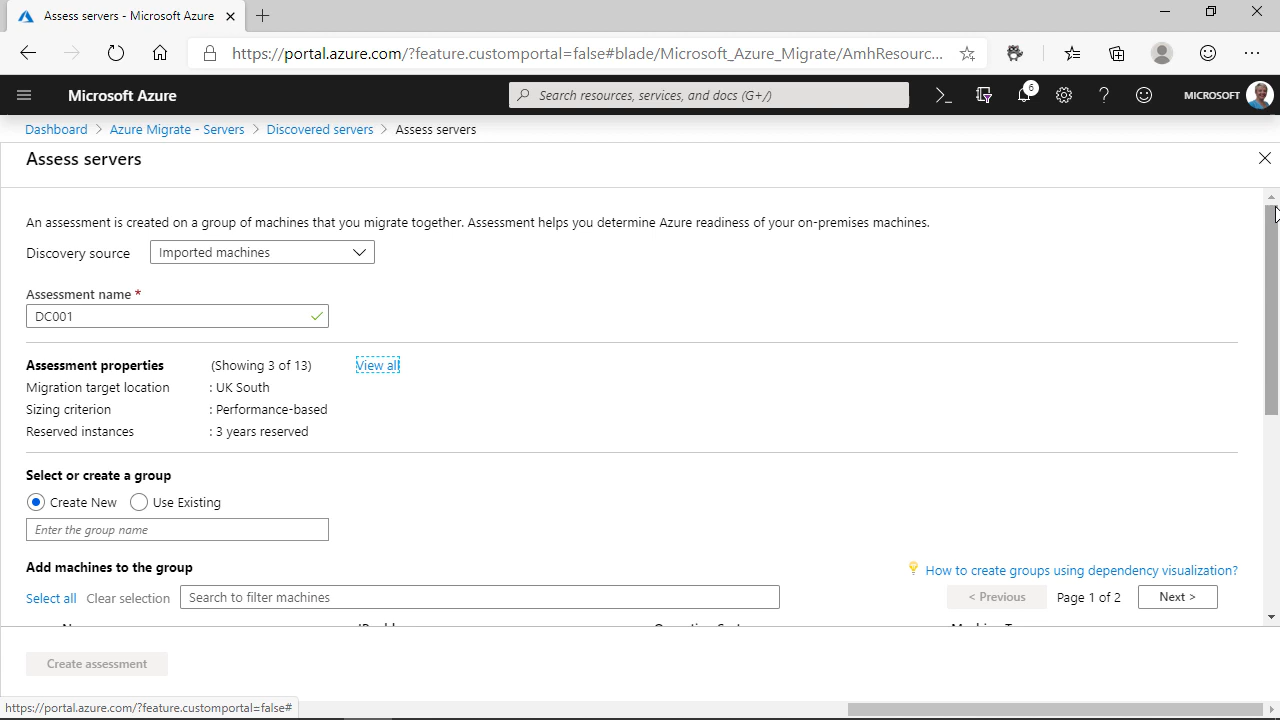 Assess servers - Microsoft Azure
https://portal.azure.com/?feature.customportal=false#blade/Microsoft_Azure_Migrate/AmhResourc...
Microsoft Azure
Search resources, services, and docs (G+/)
6
MICROSOFT
Dashboard > Azure Migrate - Servers > Discovered servers > Assess servers
Assess servers
An assessment is created on a group of machines that you migrate together. Assessment helps you determine Azure readiness of your on-premises machines.
Discovery source Imported machines
Assessment name *
DC001
Assessment properties (Showing 3 of 13) View all
Migration target location : UK South
Sizing criterion : Performance-based
Reserved instances : 3 years reserved
Select or create a group
Create New Use Existing
Enter the group name
Add machines to the group
How to create groups using dependency visualization?
Select all Clear selection Search to filter machines < Previous Page 1 of 2 Next >
Create assessment
https://portal.azure.com/?feature.customportal=false#